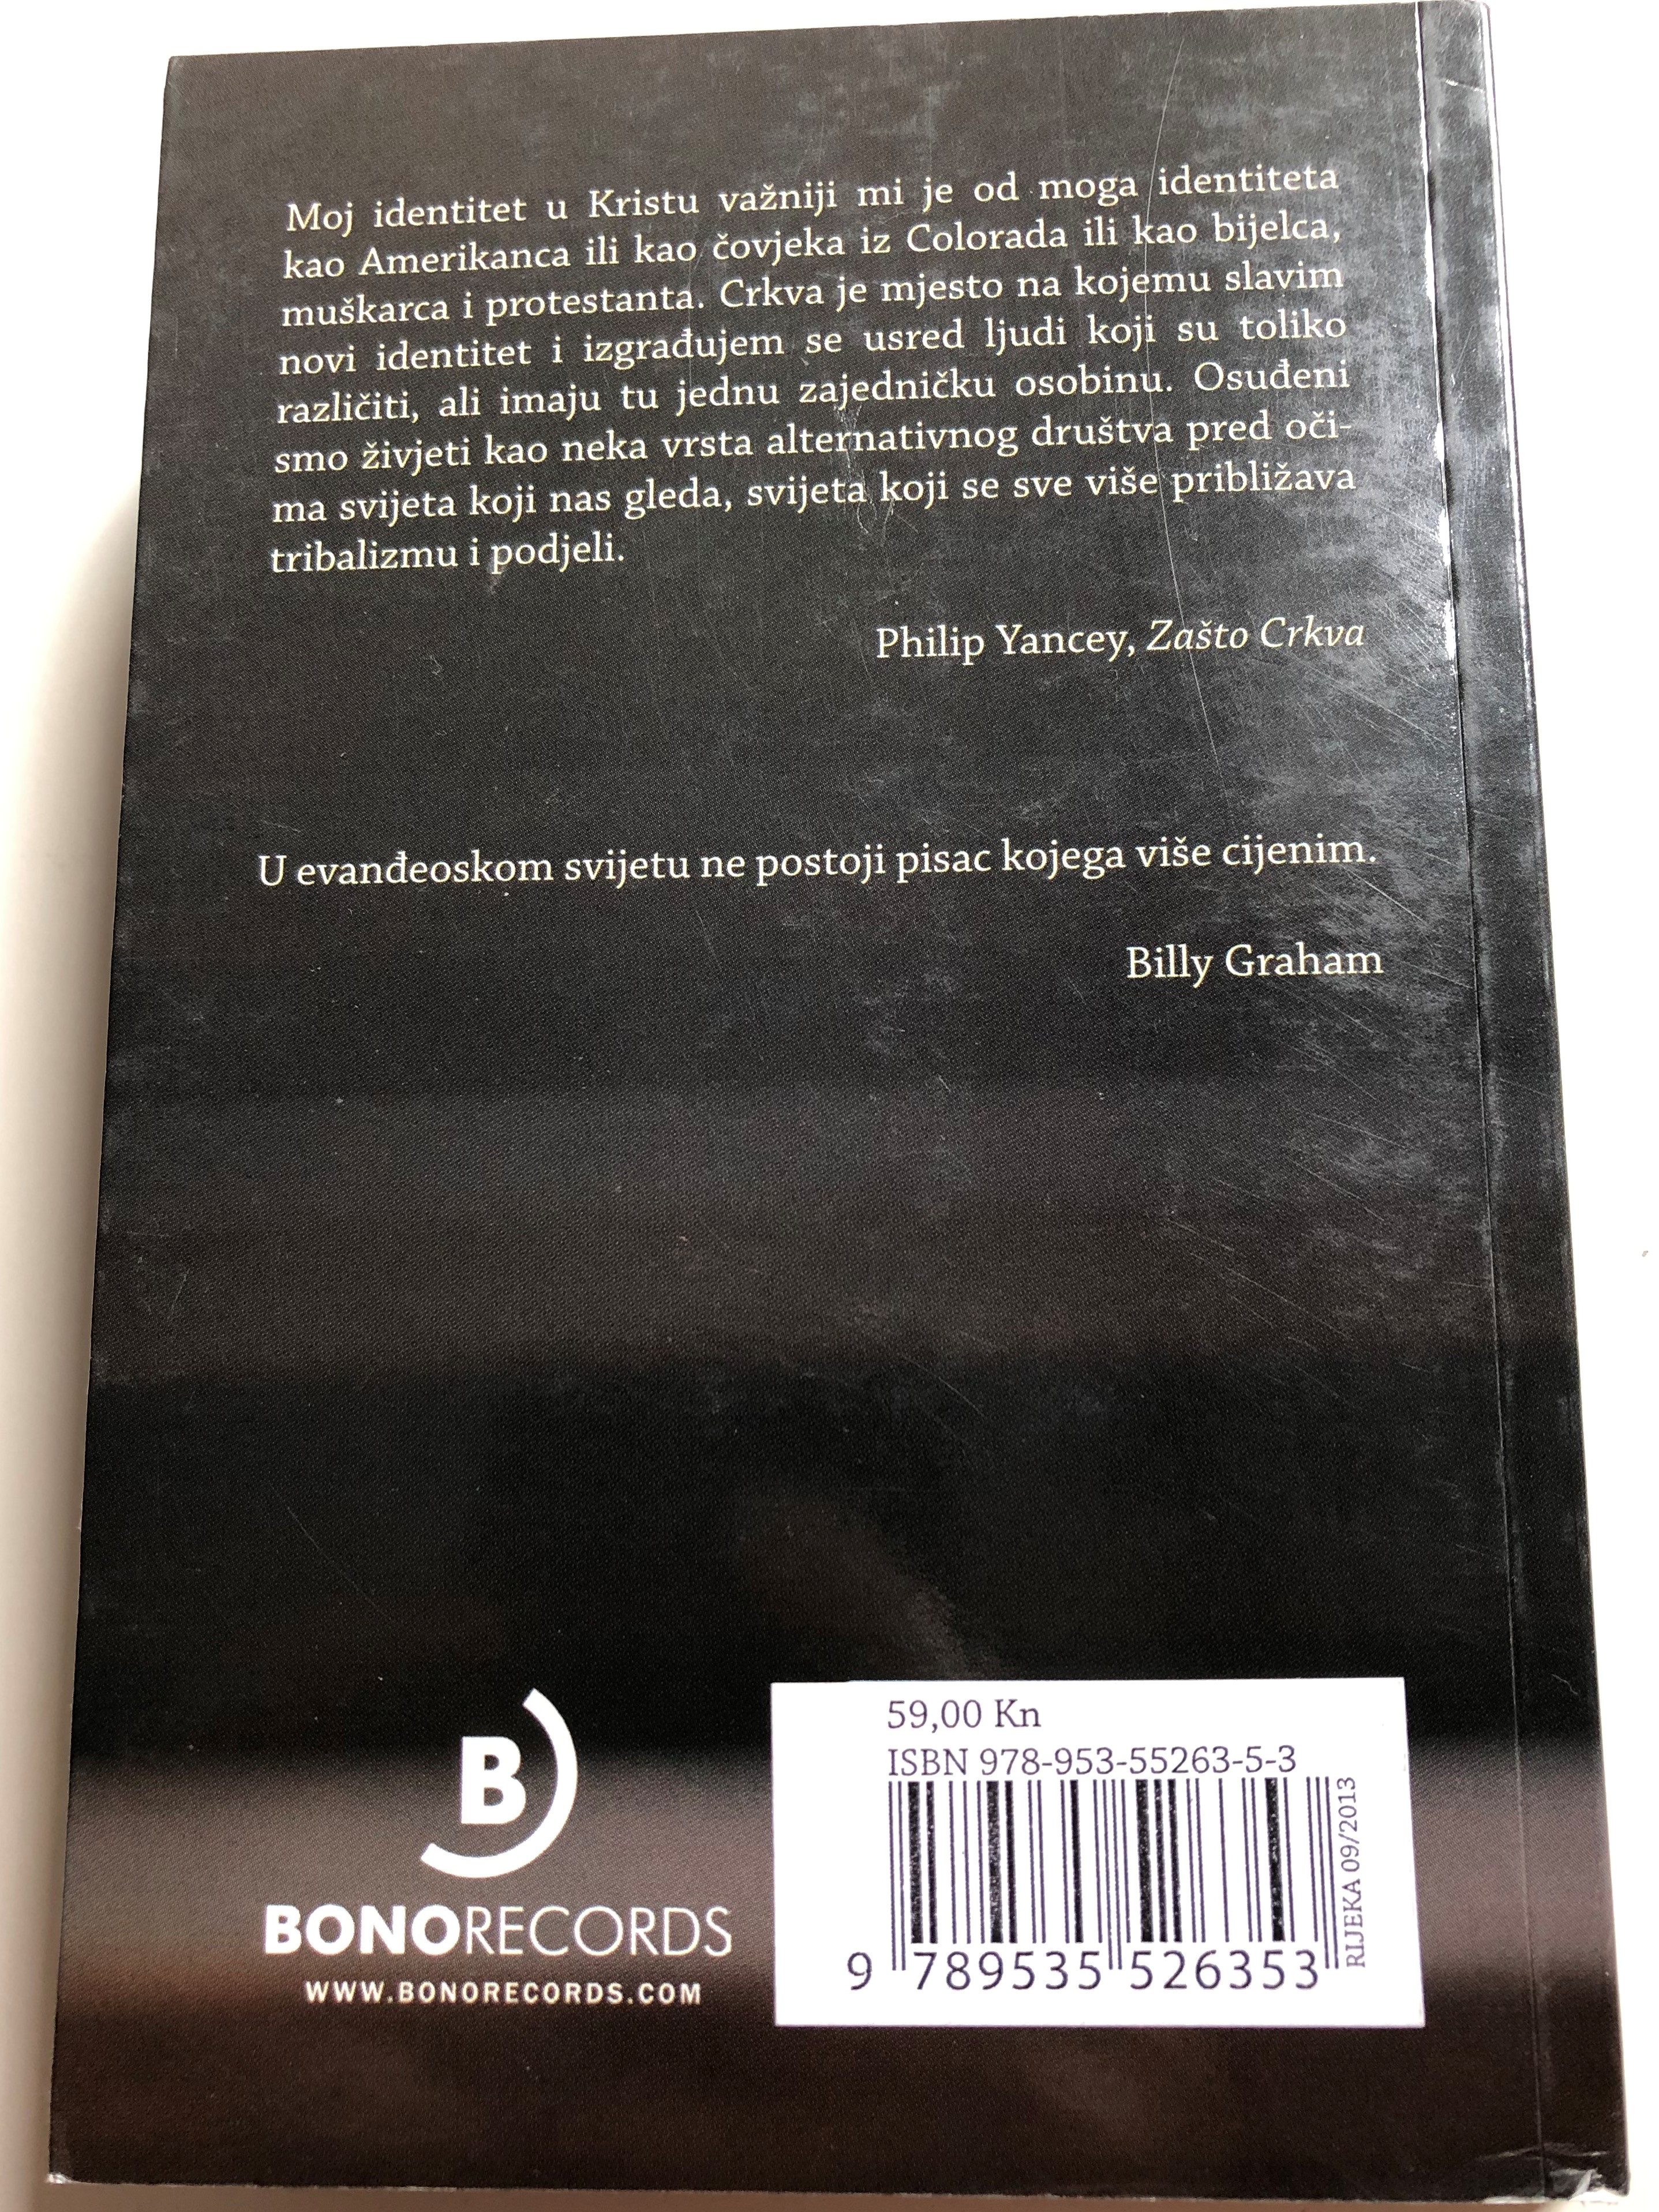 Moj identitet u Kristu važniji mi je od moga identiteta
kao Amerikanca ili kao čovjeka iz Colorada ili kao bijelca,
muškarca i protestanta. Crkva je mjesto na kojemu slavim
novi identitet i izgrađujem se usred ljudi koji su toliko
različiti, ali imaju tu jednu zajedničku osobinu. Osuđeni
smo živjeti kao neka vrsta alternativnog društva pred oči-
ma svijeta koji nas gleda, svijeta koji se sve više približava
tribalizmu i podjeli.
Philip Yancey, Zašto Crkva
U evanđeoskom svijetu ne postoji pisac kojega više cijenim.
Billy Graham
B
BONORECORDS
WWW.BONORECORDS.COM
59,00 Kn
ISBN 978-953-55263-5-3
RIJEKA 09/2013
9 789535 526353